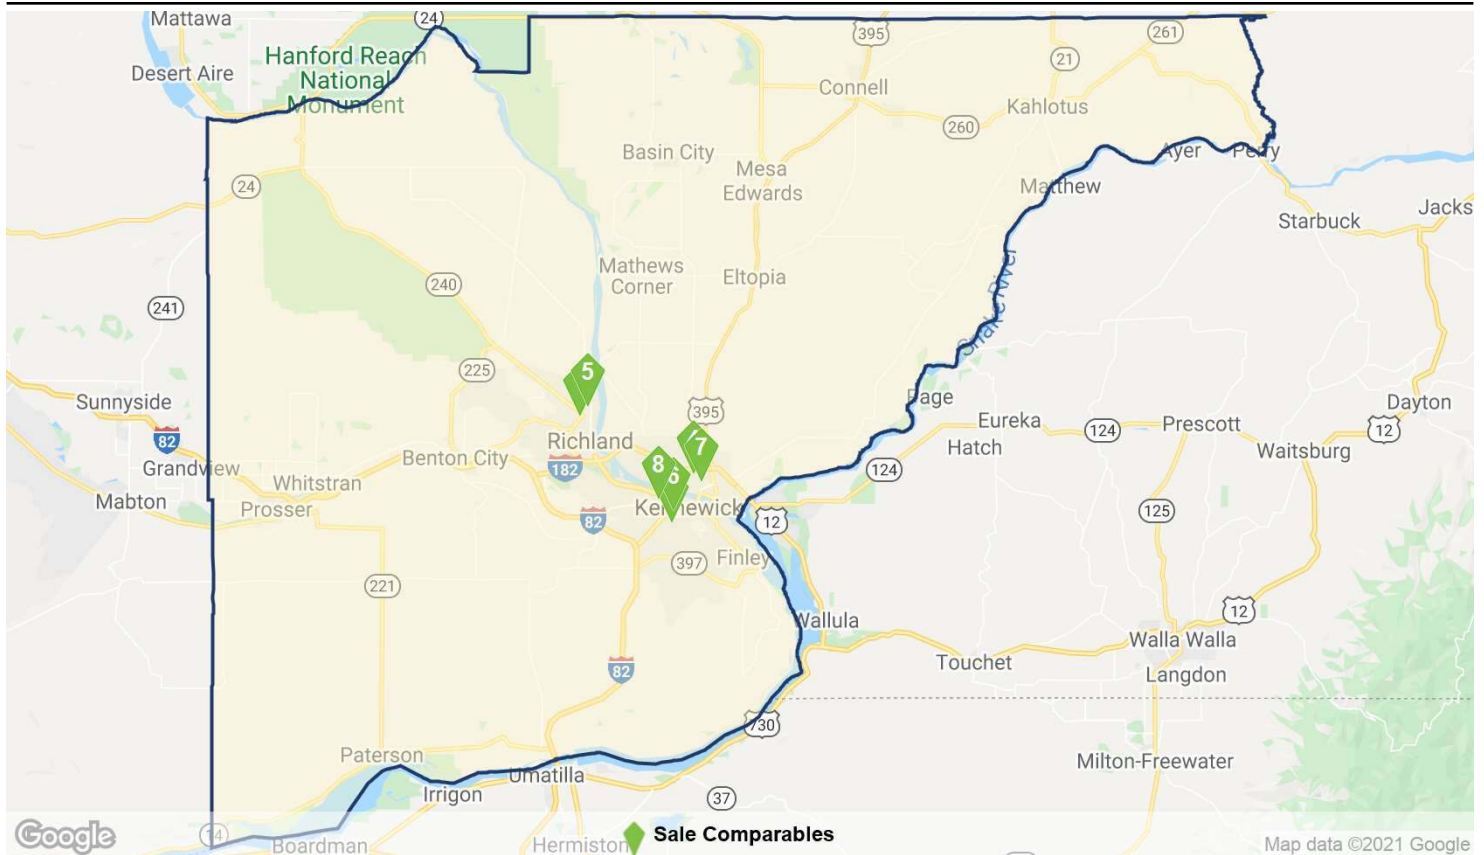 Mattawa
24
395
261
Hanford Reach
National
Monument
Desert Aire
21
Connell
Kahlotus
260
Basin City
Ayer
Perry
Mesa
Edwards
24
Matthew
Jacks
Starbuck
Mathews
Corner
Eltopia
240
241
Snake River
225
5
Sunnyside
395
Page
Dayton
82
Richland
Eureka
124
Prescott
12
Grandview
Benton City
182
8
7
Hatch
Waitsburg
Whitstran
6
124
Mabton
Prosser
Kennewick
82
12
125
397
Finley
221
12
Wallula
Walla Walla
82
Touchet
Langdon
730
Paterson
Umatilla
Milton-Freewater
Irrigon
37
Google
14
Boardman
Sale Comparables
Hermiston
Map data ©2021 Google